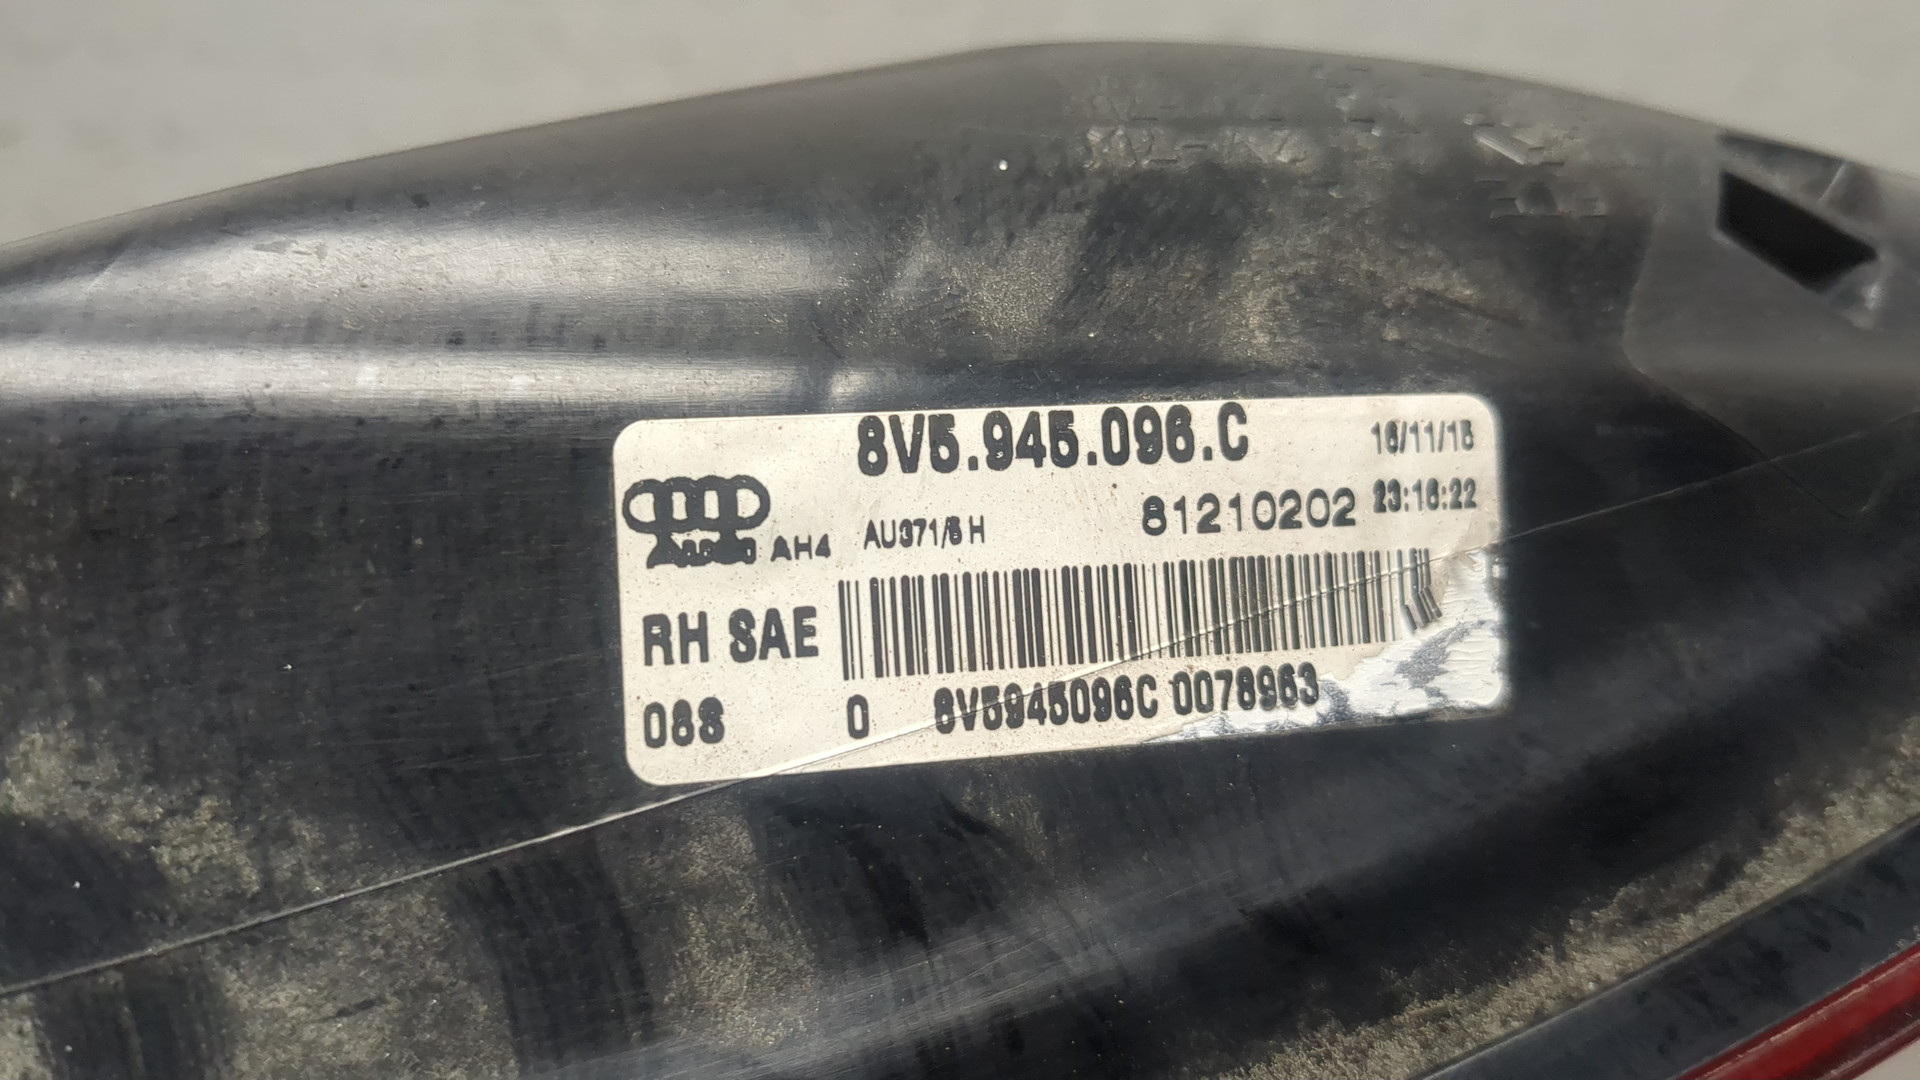 8V5.945.096.C
16/11/15
AU371/5 H
81210202
23:16:22
AH4
RH SAE
088
0 8V5945096C 0078963